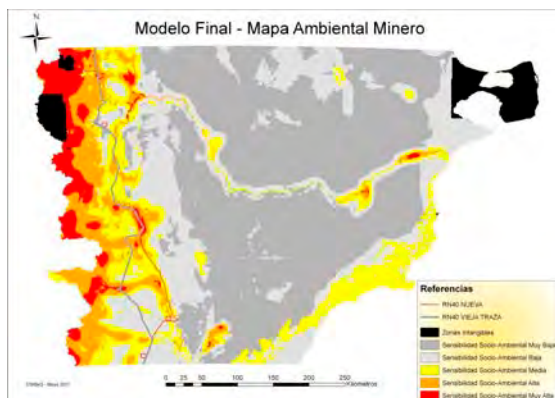 Modelo Final - Mapa Ambiental Minero
N
Referencias
RN40 NUEVA
RN40 VIEJA TRAZA
Zonas Intangibles
Sensibilidad Socio-Ambiental Muy Baja
Sensibilidad Socio-Ambiental Baja
Sensibilidad Socio-Ambiental Media
Sensibilidad Socio-Ambiental Alta
Sensibilidad Socio-Ambiental Muy Alta
0 25 50 100 150 200 250
Kilómetros